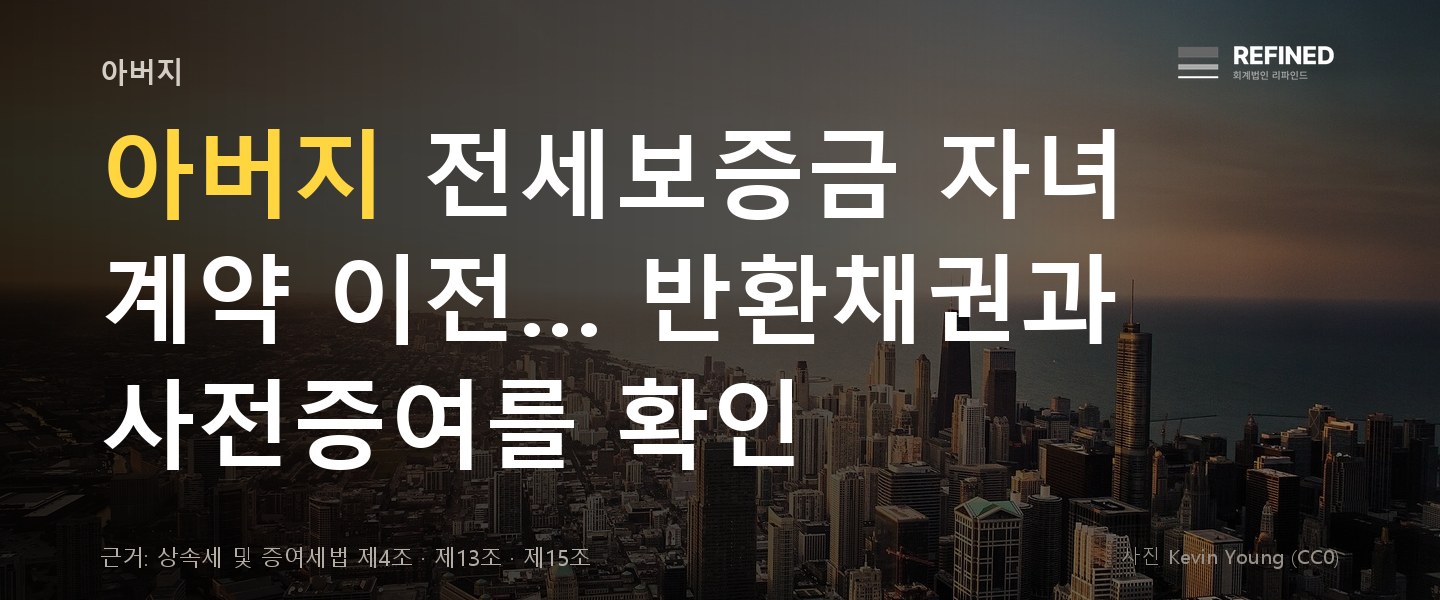 아버지
REFINED
회계법인 리파인드
아버지 전세보증금 자녀
계약 이전... 반환채권과
사전증여를 확인
근거: 상속세 및 증여세법 제4조 · 제13조 · 제15조
사진 Kevin Young (CC0)